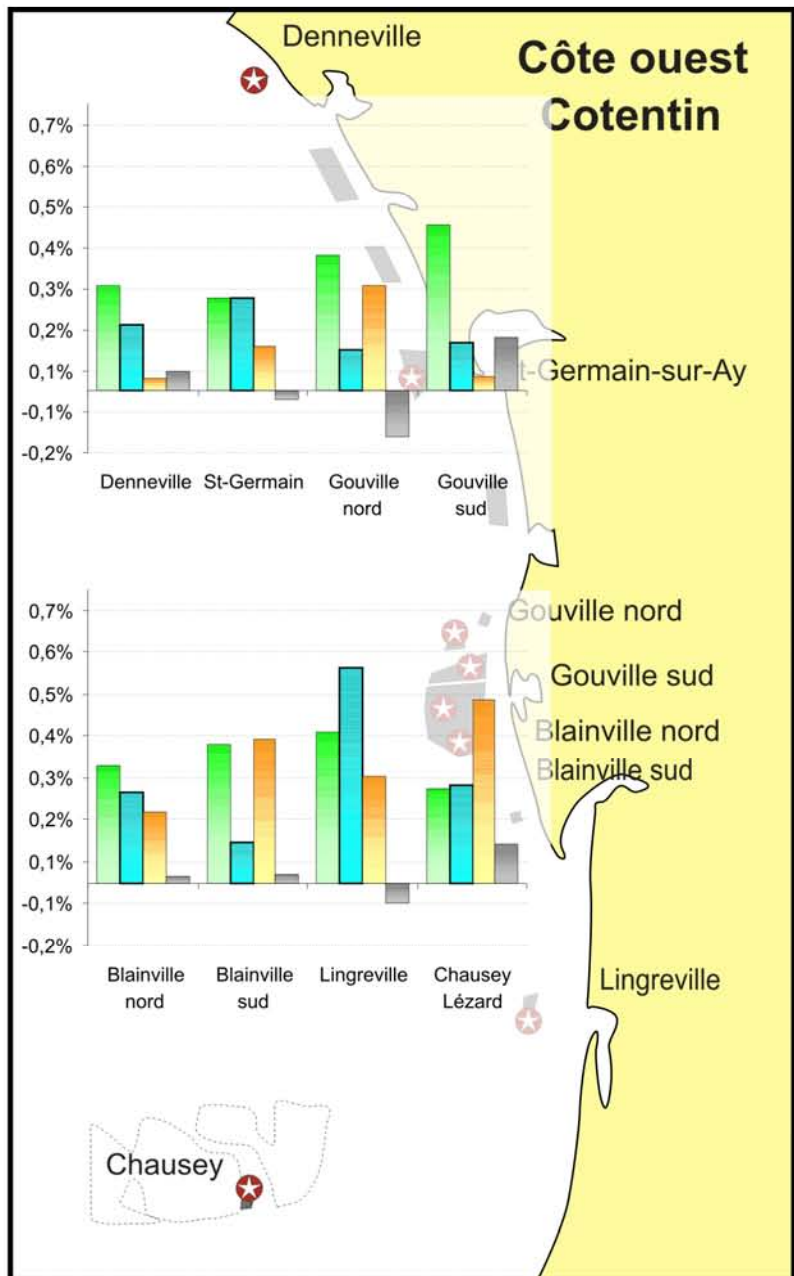 Denneville
Côte ouest
Cotentin
0,7%
0,6%
0,5%
0,4%
0,3%
0,2%
0,1%
-0,1%
-0,2%
Denneville St-Germain Gouville Gouville
nord sud
t-Germain-sur-Ay
0,7%
0,6%
0,5%
0,4%
0,3%
0,2%
0,1%
-0,1%
-0,2%
Blainville Blainville Lingreville Chausey
nord sud Lézard
Gouville nord
Gouville sud
Blainville nord
Blainville sud
Lingreville
Chausey